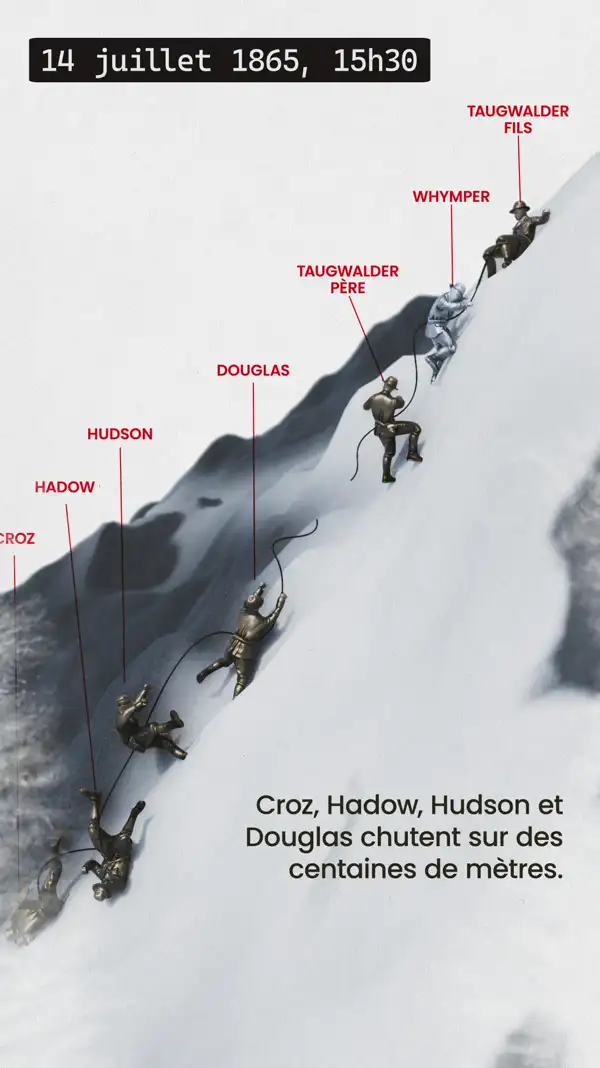 14 juillet 1865, 15h30
TAUGWALDER
FILS
WHYMPER
TAUGWALDER
PÈRE
DOUGLAS
HUDSON
HADOW
CROZ
Croz, Hadow, Hudson et
Douglas chutent sur des
centaines de mètres.